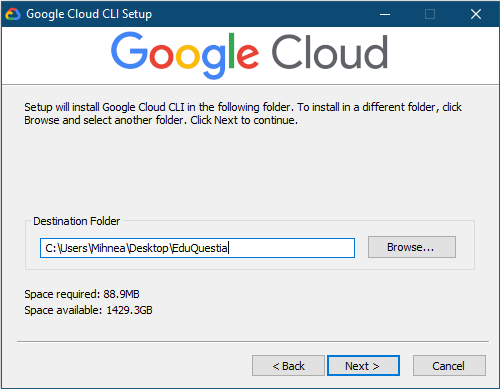 Google Cloud CLI Setup
Google Cloud
Setup will install Google Cloud CLI in the following folder. To install in a different folder, click
Browse and select another folder. Click Next to continue.
Destination Folder
C:\Users\Mihnea\Desktop\EduQuestia
Browse...
Space required: 88.9MB
Space available: 1429.3GB
< Back
Next >
Cancel